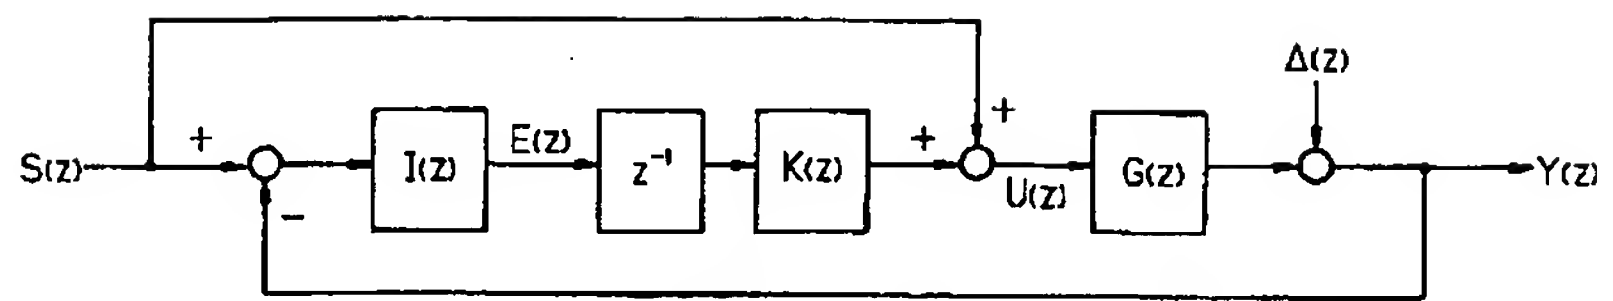 Δ(z)
+
+
+
S(z)
I(z)
E(z)
z⁻¹
K(z)
U(z)
G(z)
Y(z)
−